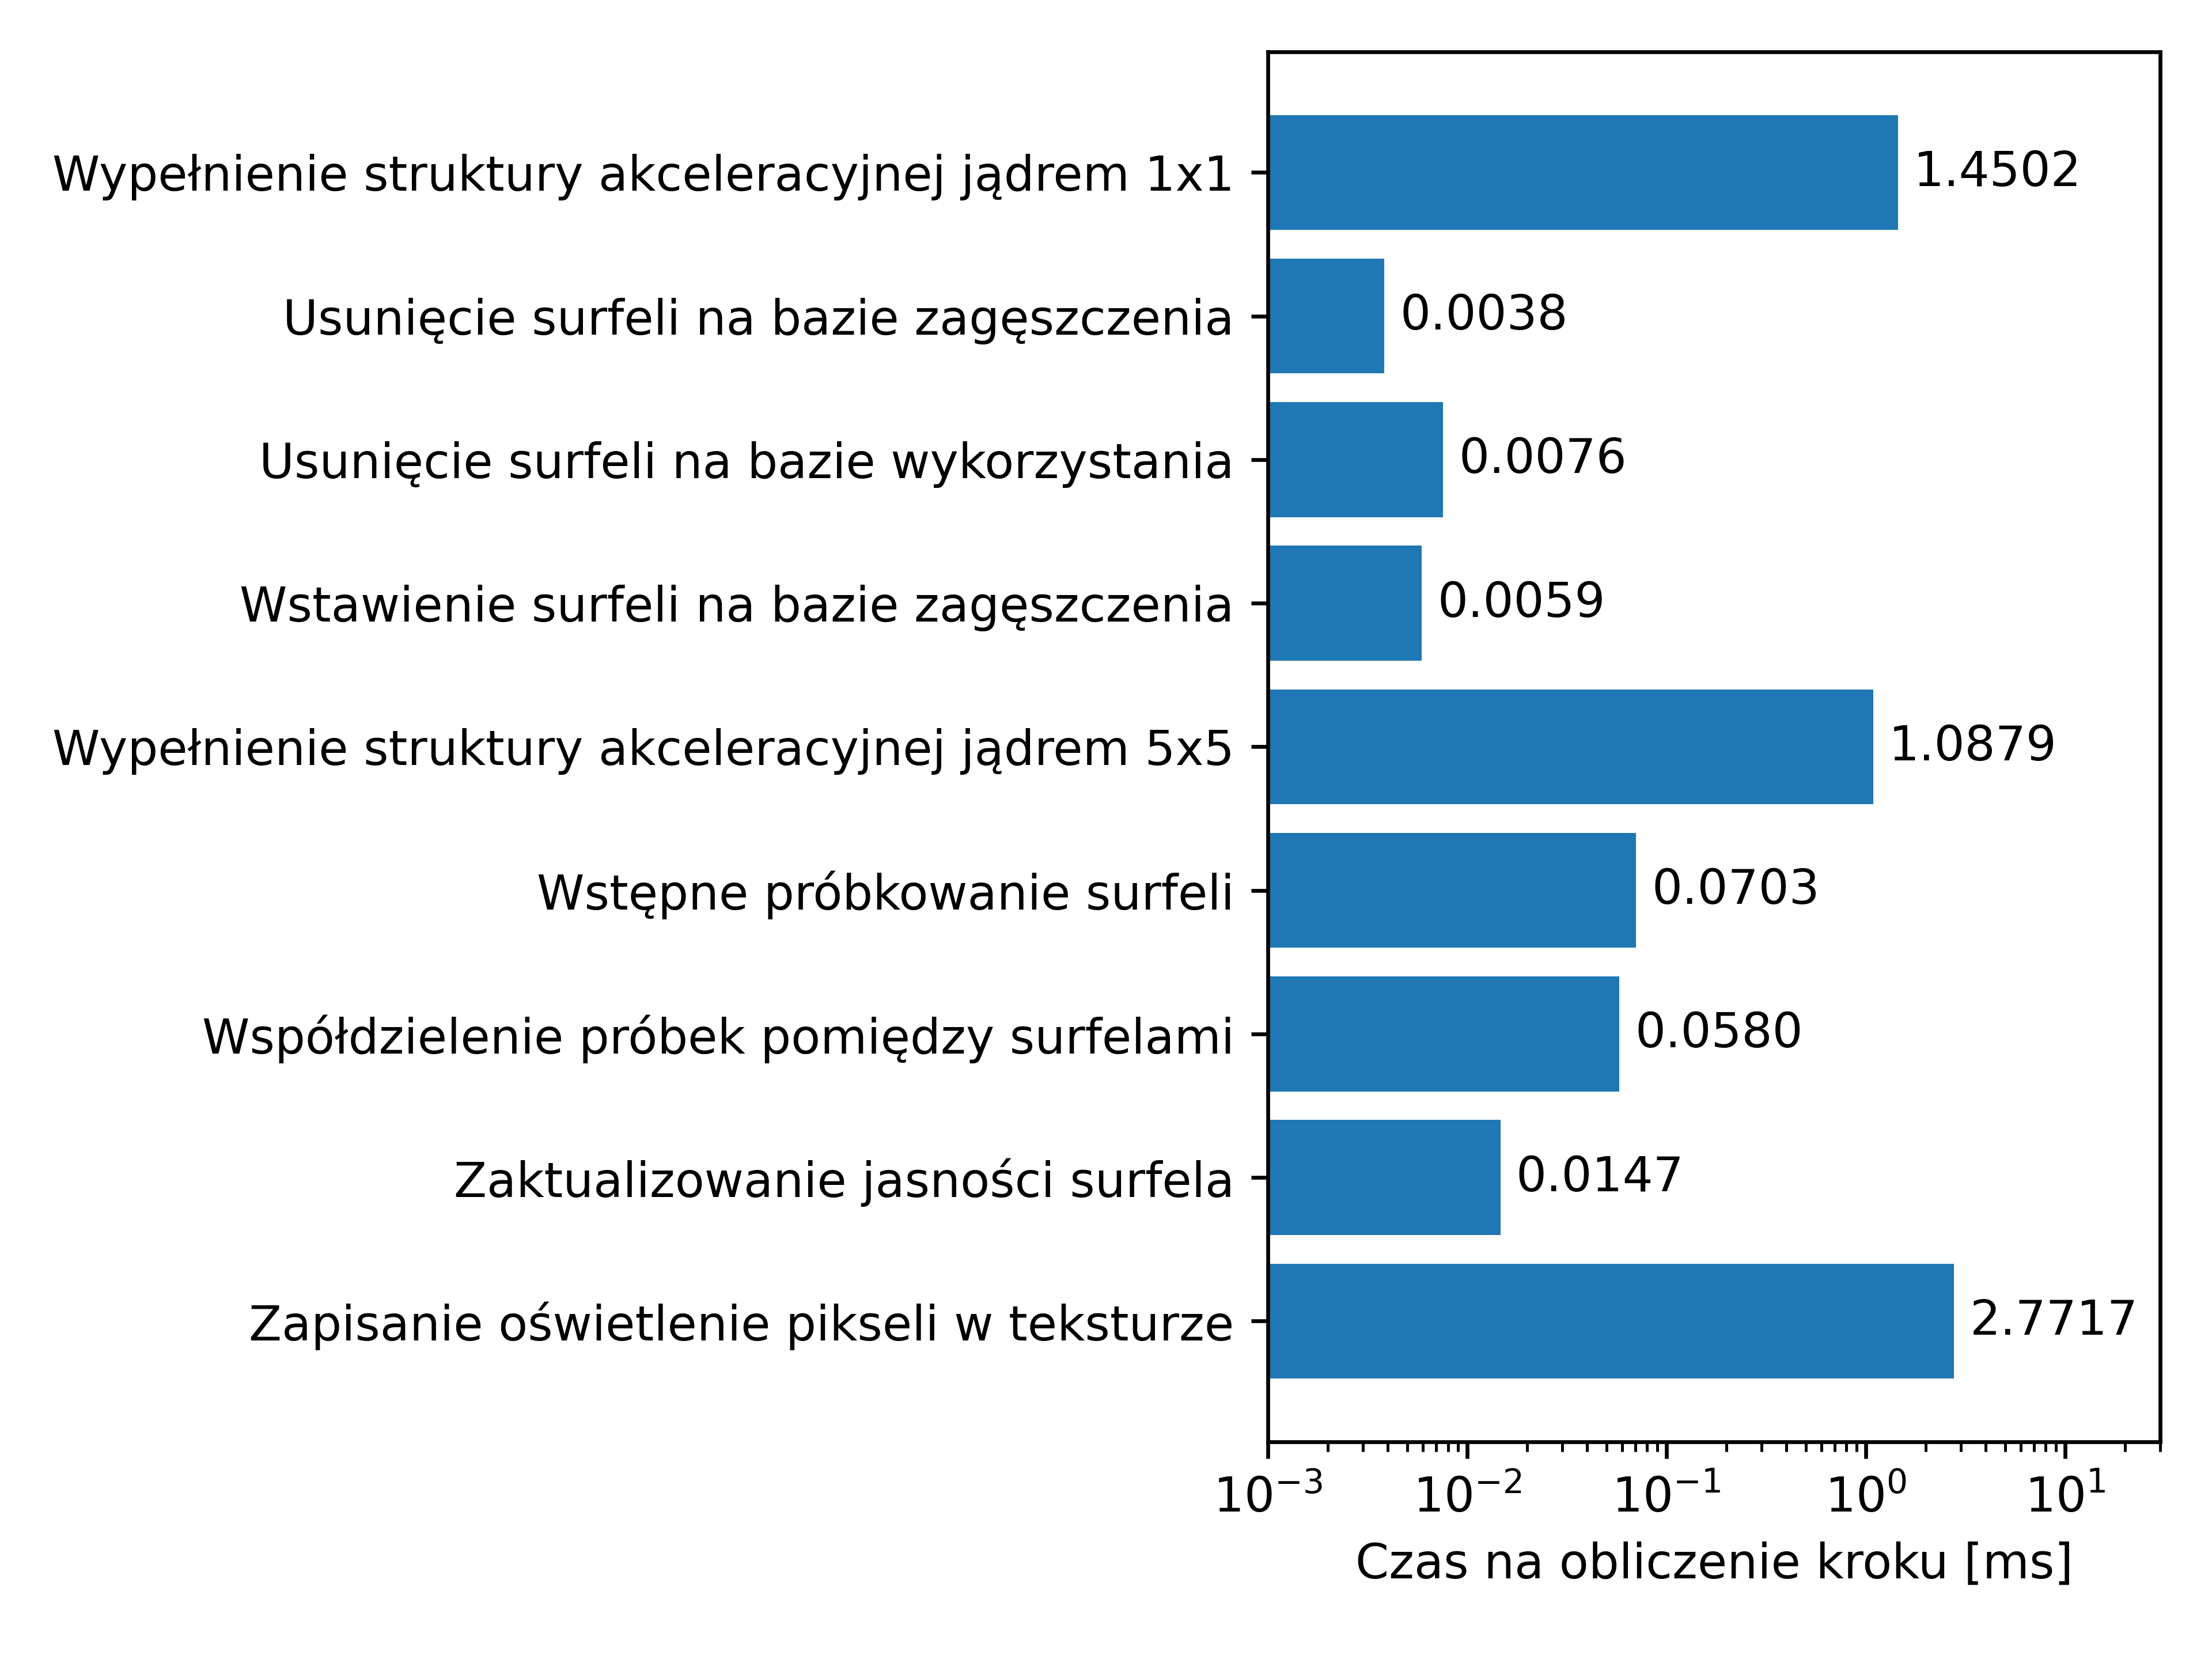 Wypełnienie struktury akceleracyjnej jądrem 1x1 1.4502
Usunięcie surfeli na bazie zagęszczenia 0.0038
Usunięcie surfeli na bazie wykorzystania 0.0076
Wstawienie surfeli na bazie zagęszczenia 0.0059
Wypełnienie struktury akceleracyjnej jądrem 5x5 1.0879
Wstępne próbkowanie surfeli 0.0703
Współdzielenie próbek pomiędzy surfelami 0.0580
Zaktualizowanie jasności surfela 0.0147
Zapisanie oświetlenie pikseli w teksturze 2.7717
10⁻³ 10⁻² 10⁻¹ 10⁰ 10¹
Czas na obliczenie kroku [ms]